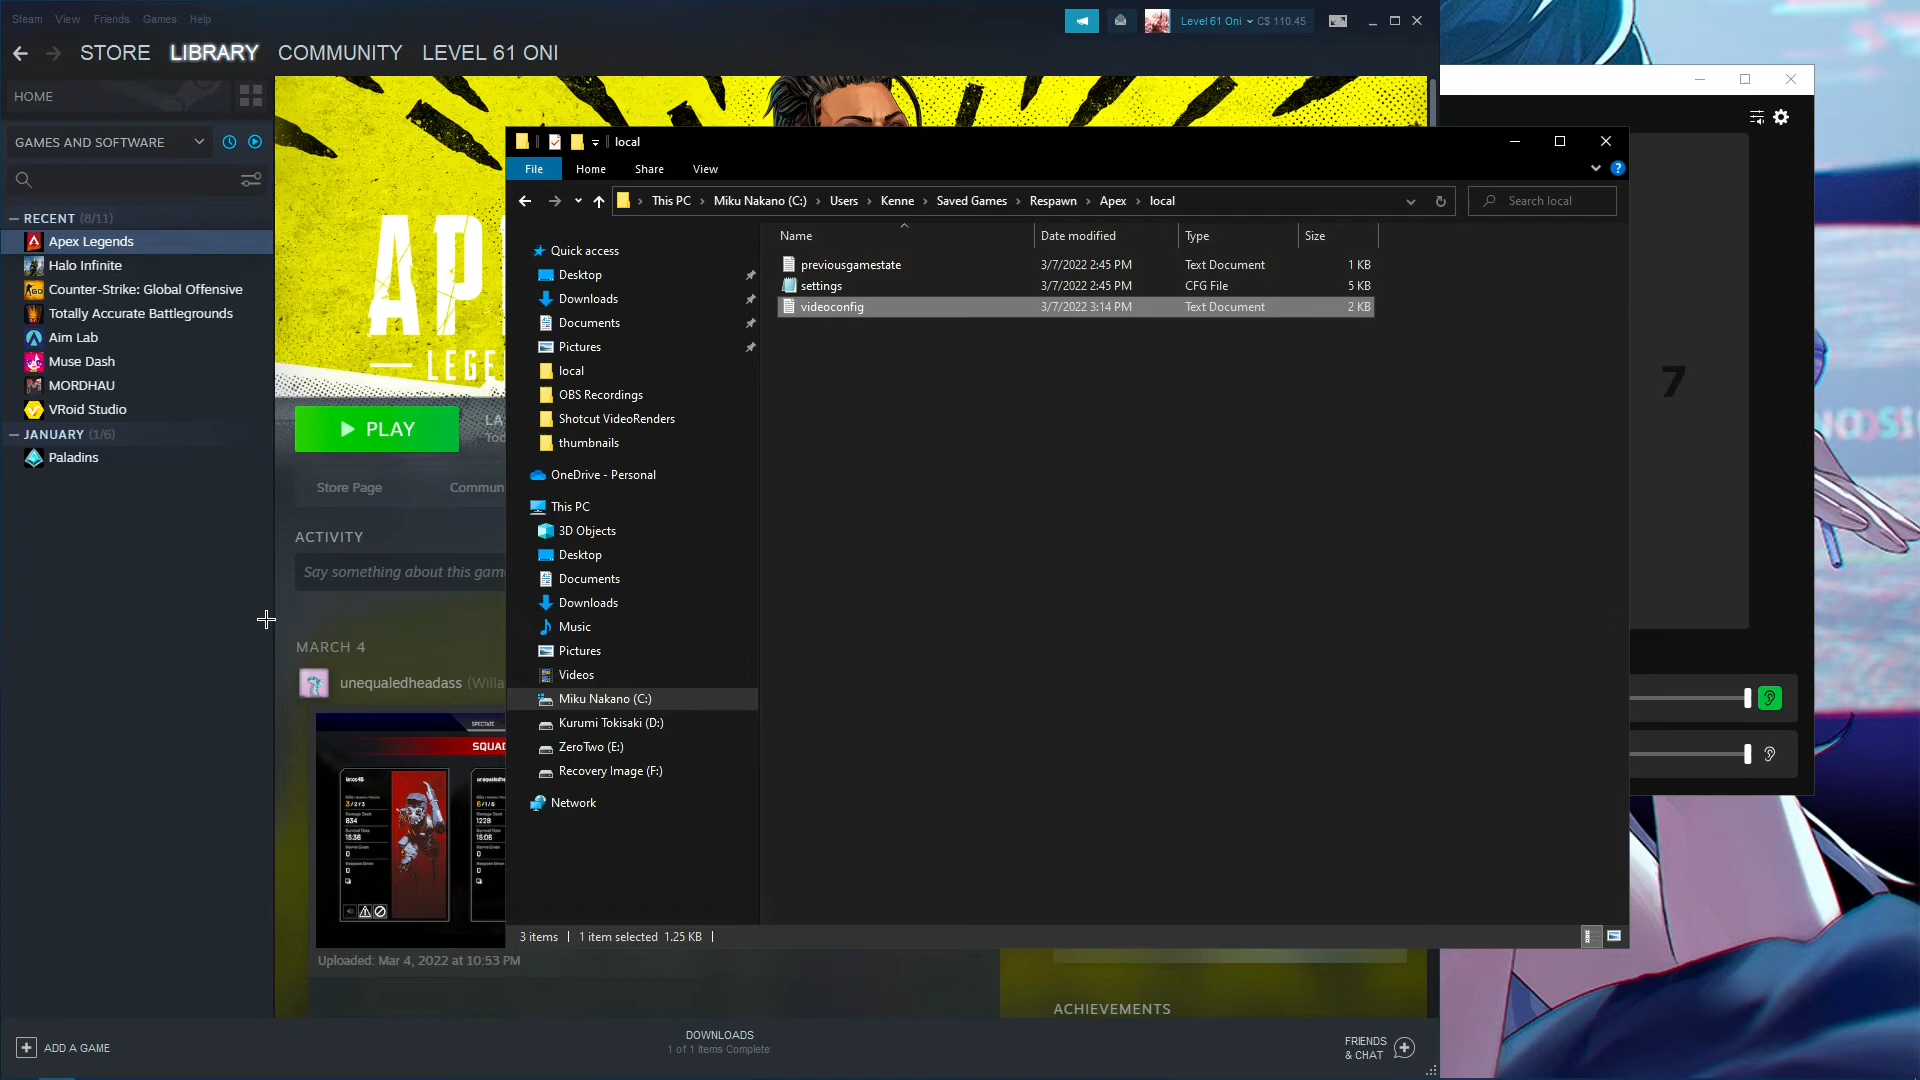 Steam View Friends Games Help
Level 61 Oni C$ 110.45
STORE LIBRARY COMMUNITY LEVEL 61 ONI
HOME
GAMES AND SOFTWARE
RECENT (8/11)
Apex Legends
Halo Infinite
Counter-Strike: Global Offensive
Totally Accurate Battlegrounds
Aim Lab
Muse Dash
MORDHAU
VRoid Studio
JANUARY (1/6)
Paladins
PLAY
Store Page
ACTIVITY
MARCH 4
unequaledheadass
SPECTATE
834
15:36
1228
15:06
Uploaded: Mar 4, 2022 at 10:53 PM
ACHIEVEMENTS
ADD A GAME
DOWNLOADS
1 of 1 Items Complete
FRIENDS
& CHAT
local
File Home Share View
This PC Miku Nakano (C:) Users Kenne Saved Games Respawn Apex local
Search local
Quick access
Desktop
Downloads
Documents
Pictures
local
OBS Recordings
Shotcut VideoRenders
thumbnails
OneDrive - Personal
This PC
3D Objects
Desktop
Documents
Downloads
Music
Pictures
Videos
Miku Nakano (C:)
Kurumi Tokisaki (D:)
ZeroTwo (E:)
Recovery Image (F:)
Network
Name Date modified Type Size
previousgamestate 3/7/2022 2:45 PM Text Document 1 KB
settings 3/7/2022 2:45 PM CFG File 5 KB
videoconfig 3/7/2022 3:14 PM Text Document 2 KB
3 items 1 item selected 1.25 KB
7